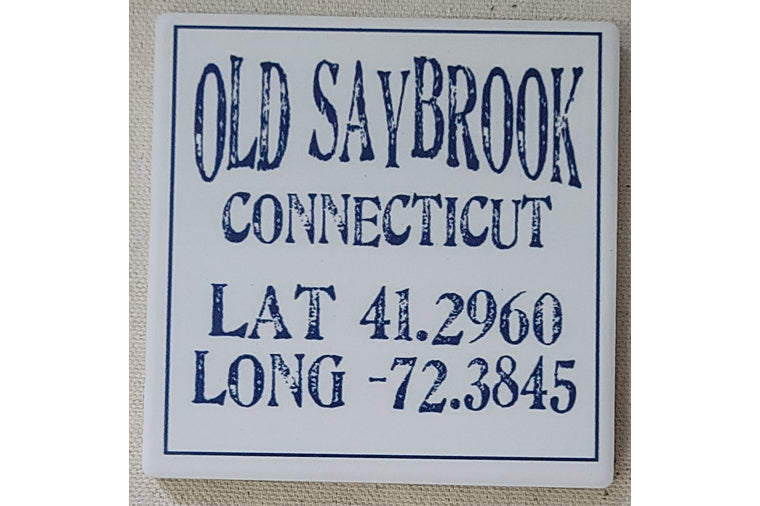 OLD SAYBROOK
CONNECTICUT
LAT 41.2960
LONG -72.3845